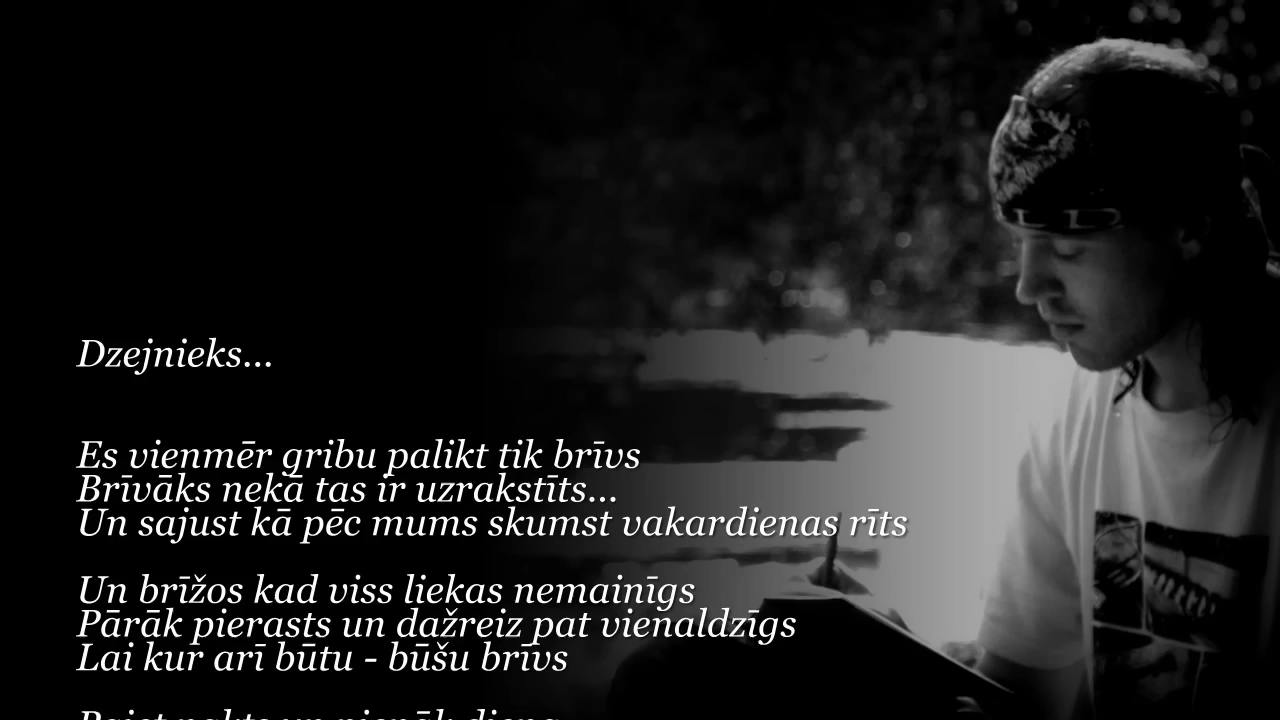 Dzejnieks...
Es vienmēr gribu palikt tik brīvs
Brīvāks nekā tas ir uzrakstīts...
Un sajust kā pēc mums skumst vakardienas rīts
Un brīžos kad viss liekas nemainīgs
Pārāk pierasts un dažreiz pat vienaldzīgs
Lai kur arī būtu - būšu brīvs